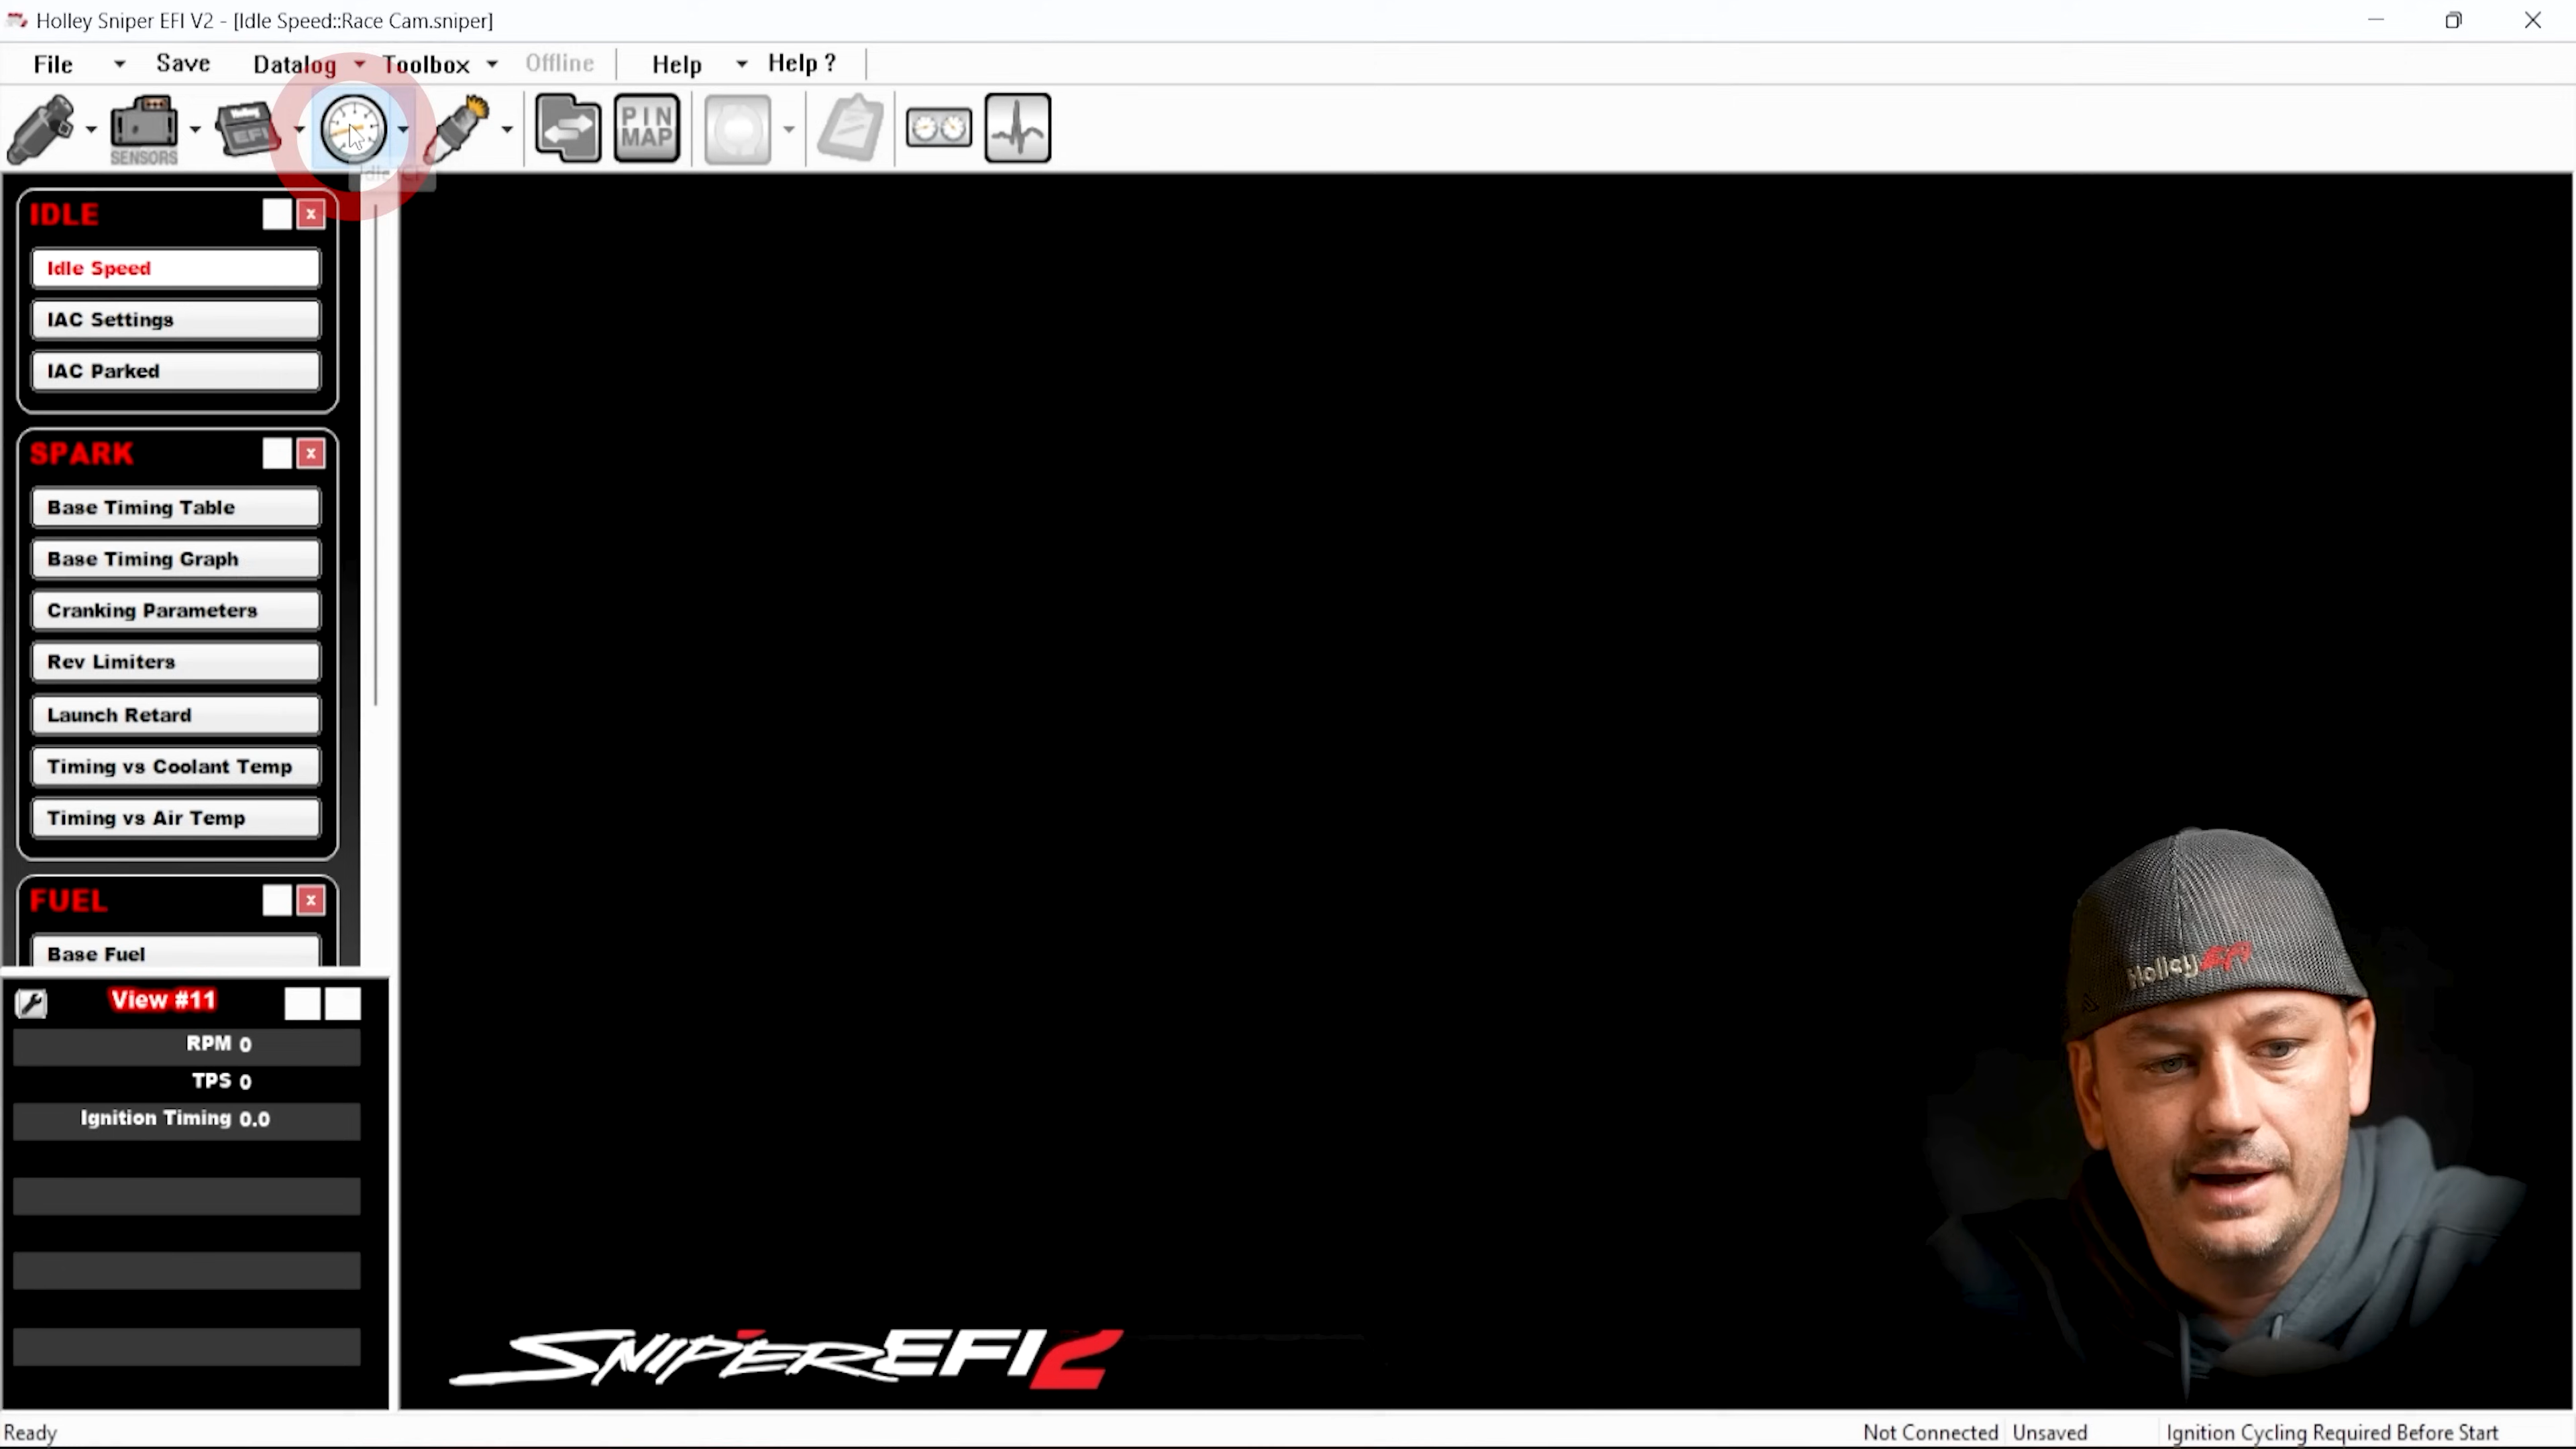 Holley Sniper EFI V2 - [Idle Speed::Race Cam.sniper]
File Save Datalog Toolbox Offline Help Help ?
EFI
PIN
MAP
SENSORS
IDLE
x
Idle Speed
IAC Settings
IAC Parked
SPARK
x
Base Timing Table
Base Timing Graph
Cranking Parameters
Rev Limiters
Launch Retard
Timing vs Coolant Temp
Timing vs Air Temp
FUEL
x
Base Fuel
View #11
RPM 0
TPS 0
Ignition Timing 0.0
Holley EFI
SNIPER EFI 2
Ready
Not Connected
Unsaved
Ignition Cycling Required Before Start